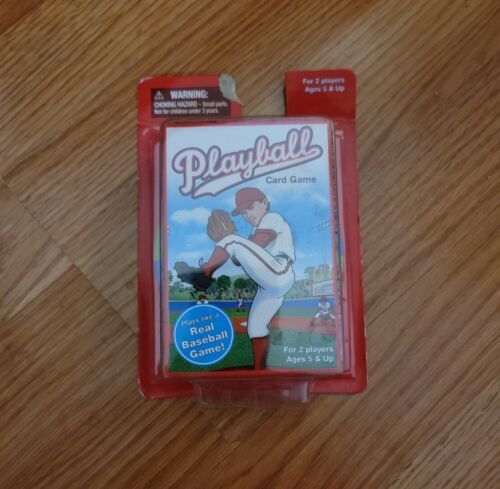 WARNING:
CHOKING HAZARD - Small parts.
Not for children under 3 years.
For 2 players
Ages 5 & Up
Playball
Card Game
Plays like a
Real
Baseball
Game!
For 2 players
Ages 5 & Up